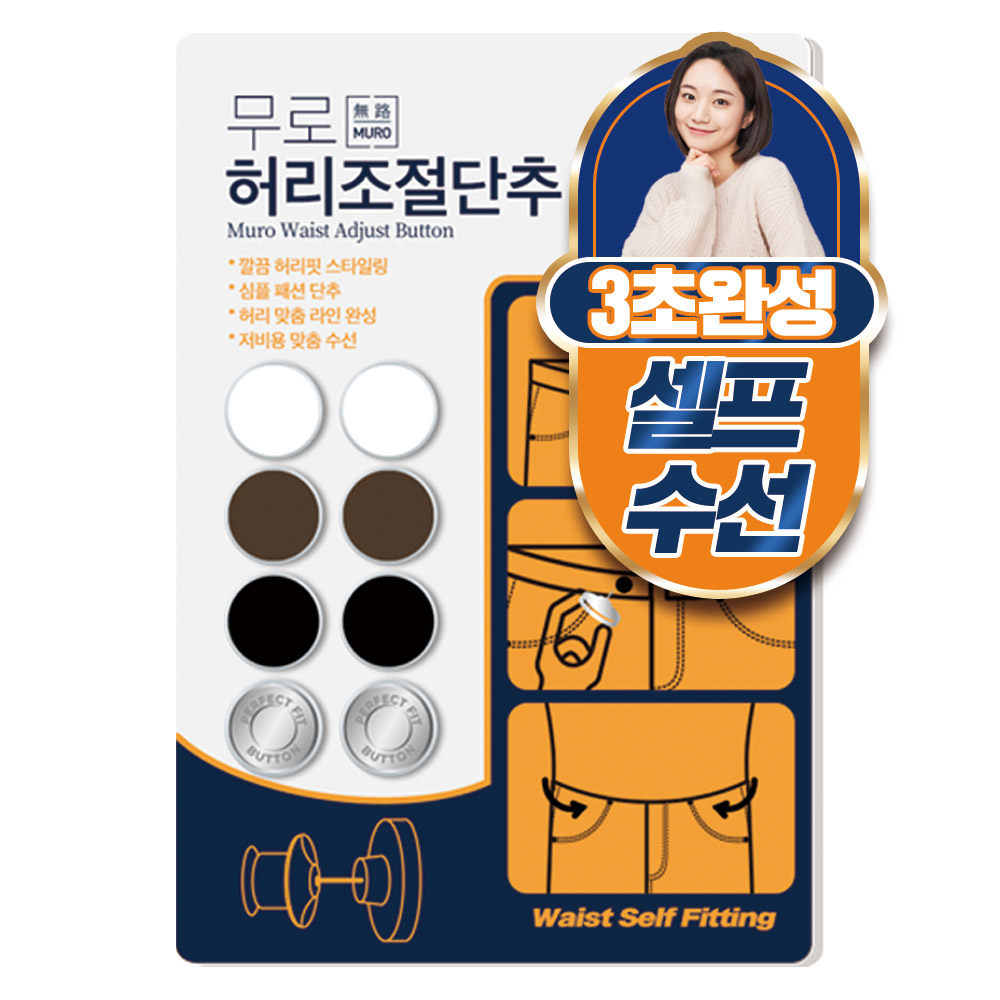 무로
無路
MURO
허리조절단추
Muro Waist Adjust Button
* 깔끔 허리핏 스타일링
* 심플 패션 단추
* 허리 맞춤 라인 완성
* 저비용 맞춤 수선
3초완성
셀프
수선
PERFECT FIT
BUTTON
PERFECT FIT
BUTTON
Waist Self Fitting